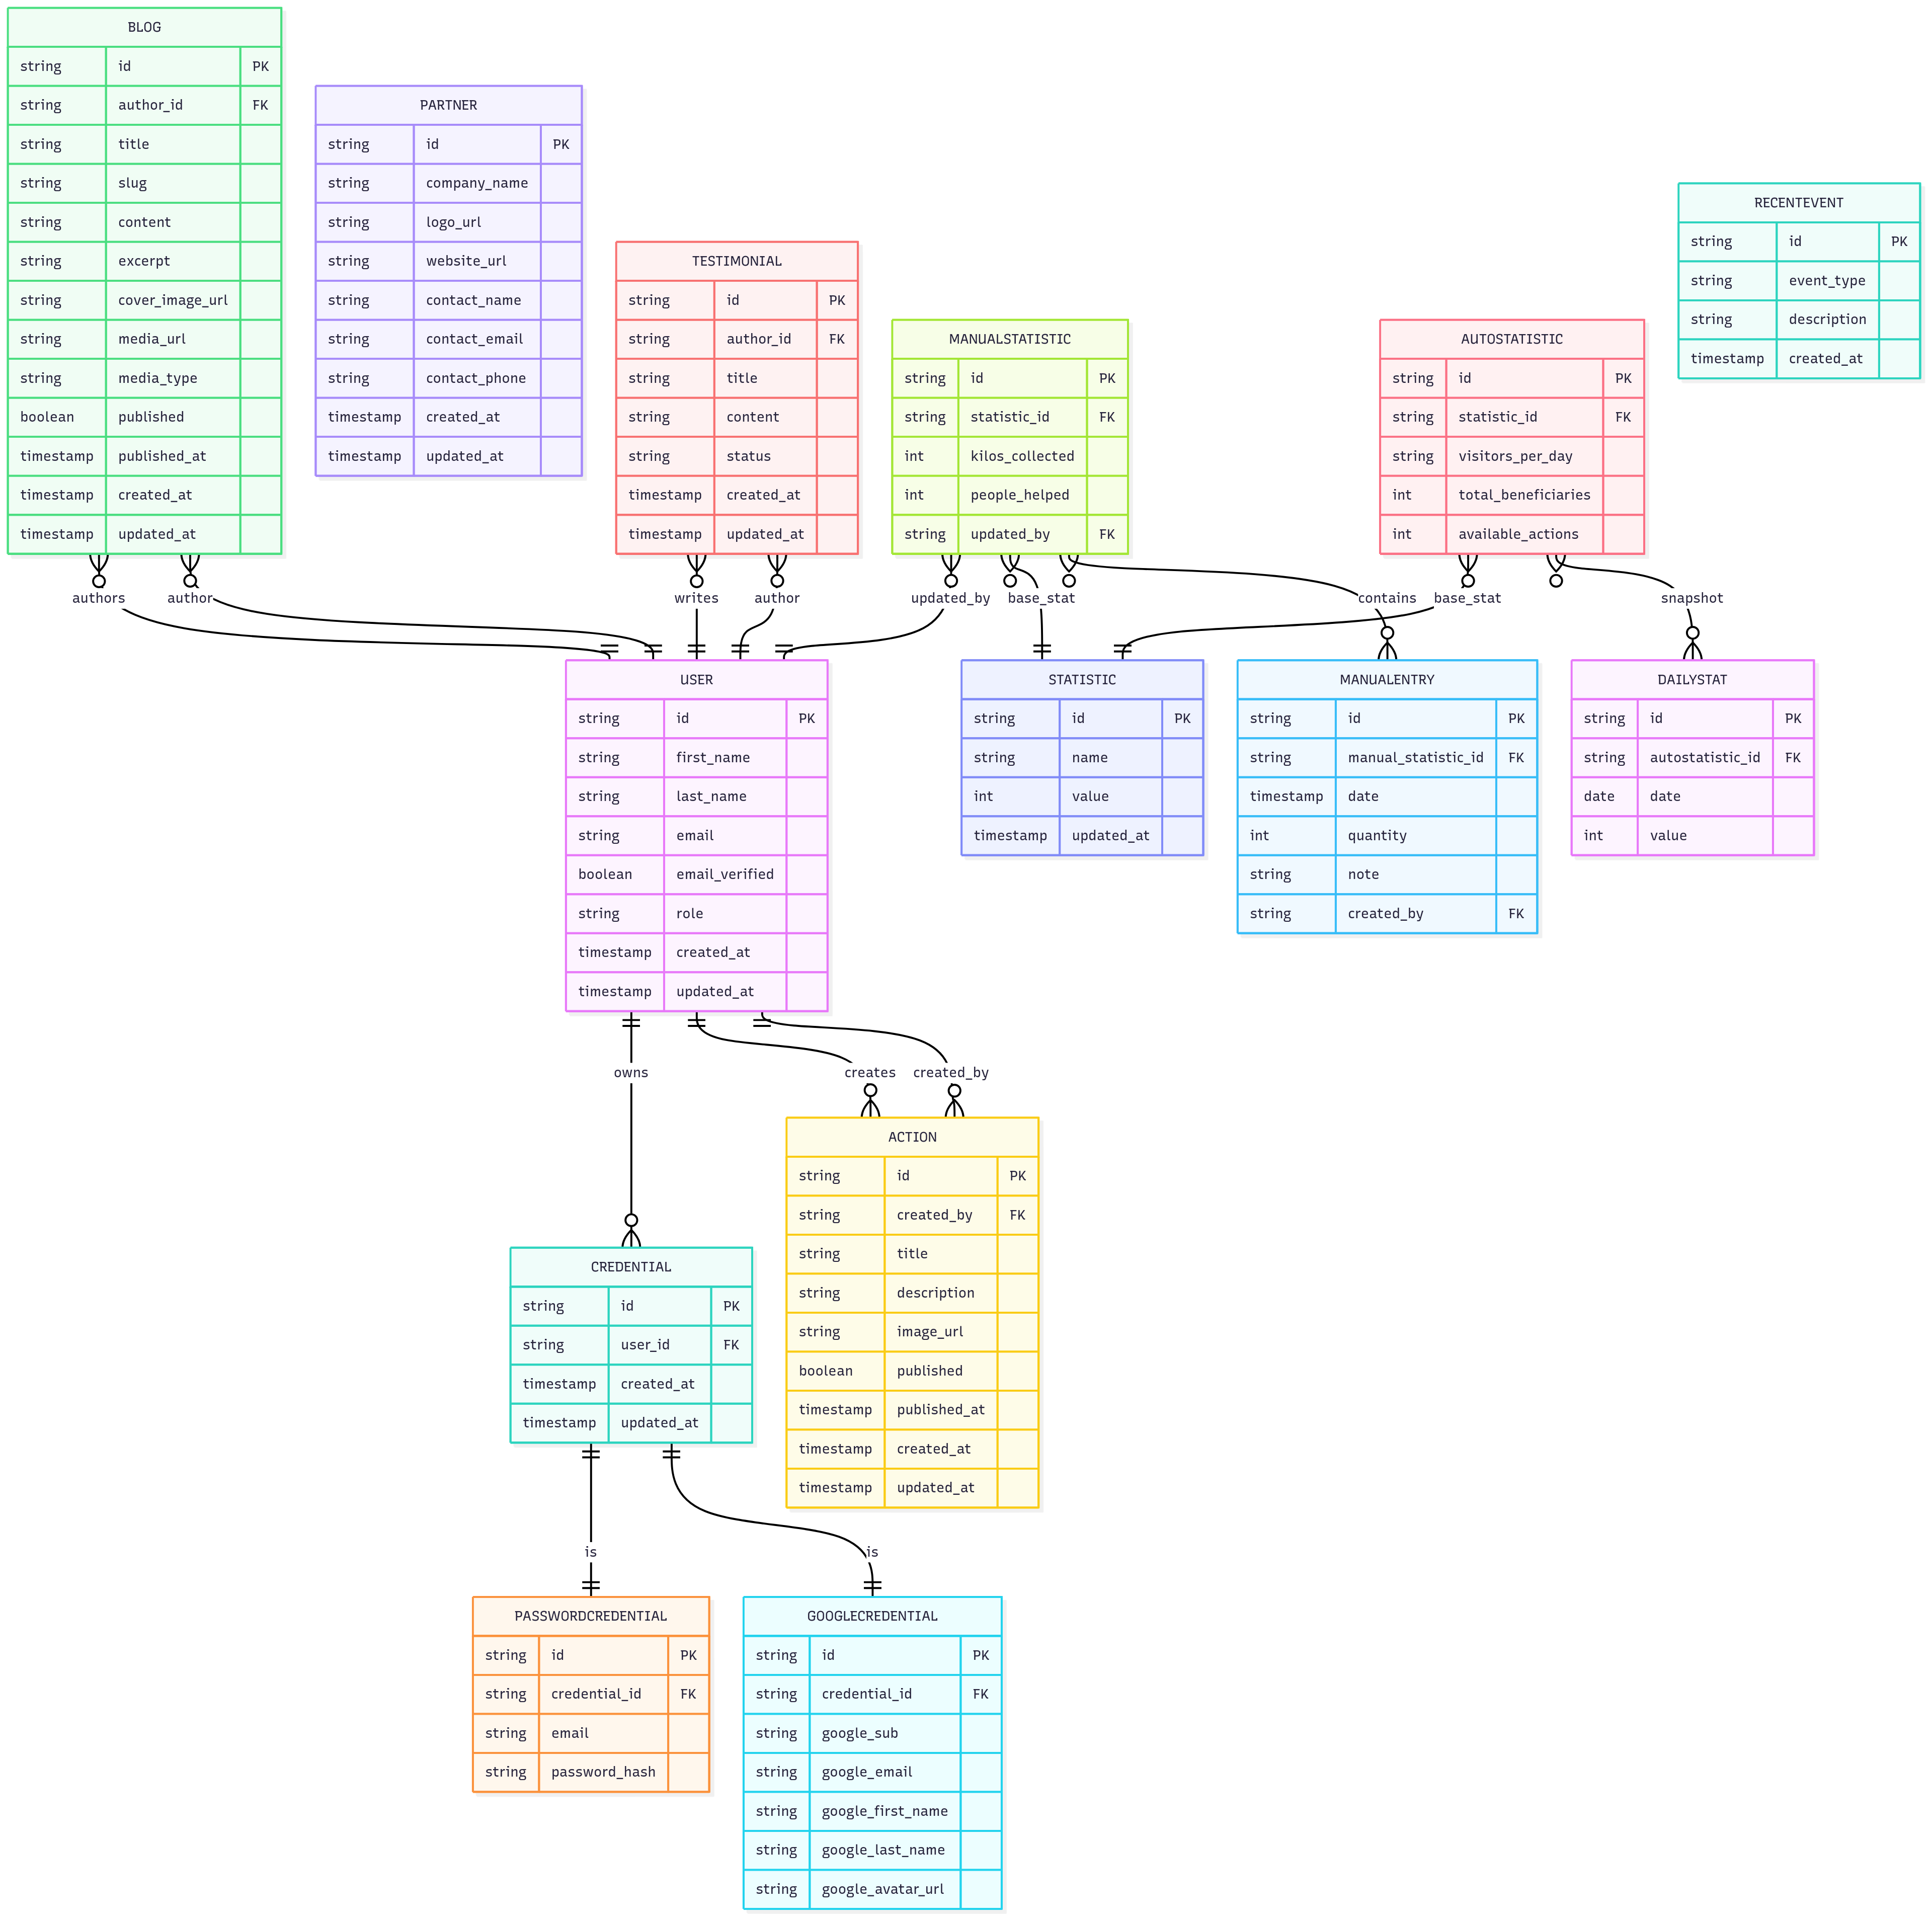 BLOG
string id PK
string author_id FK
string title
string slug
string content
string excerpt
string cover_image_url
string media_url
string media_type
boolean published
timestamp published_at
timestamp created_at
timestamp updated_at
PARTNER
string id PK
string company_name
string logo_url
string website_url
string contact_name
string contact_email
string contact_phone
timestamp created_at
timestamp updated_at
TESTIMONIAL
string id PK
string author_id FK
string title
string content
string status
timestamp created_at
timestamp updated_at
MANUALSTATISTIC
string id PK
string statistic_id FK
int kilos_collected
int people_helped
string updated_by FK
AUTOSTATISTIC
string id PK
string statistic_id FK
string visitors_per_day
int total_beneficiaries
int available_actions
RECENTEVENT
string id PK
string event_type
string description
timestamp created_at
authors
author
writes
author
updated_by
base_stat
contains
base_stat
snapshot
USER
string id PK
string first_name
string last_name
string email
boolean email_verified
string role
timestamp created_at
timestamp updated_at
STATISTIC
string id PK
string name
int value
timestamp updated_at
MANUALENTRY
string id PK
string manual_statistic_id FK
timestamp date
int quantity
string note
string created_by FK
DAILYSTAT
string id PK
string autostatistic_id FK
date date
int value
owns
creates
created_by
CREDENTIAL
string id PK
string user_id FK
timestamp created_at
timestamp updated_at
ACTION
string id PK
string created_by FK
string title
string description
string image_url
boolean published
timestamp published_at
timestamp created_at
timestamp updated_at
is
is
PASSWORDCREDENTIAL
string id PK
string credential_id FK
string email
string password_hash
GOOGLECREDENTIAL
string id PK
string credential_id FK
string google_sub
string google_email
string google_first_name
string google_last_name
string google_avatar_url